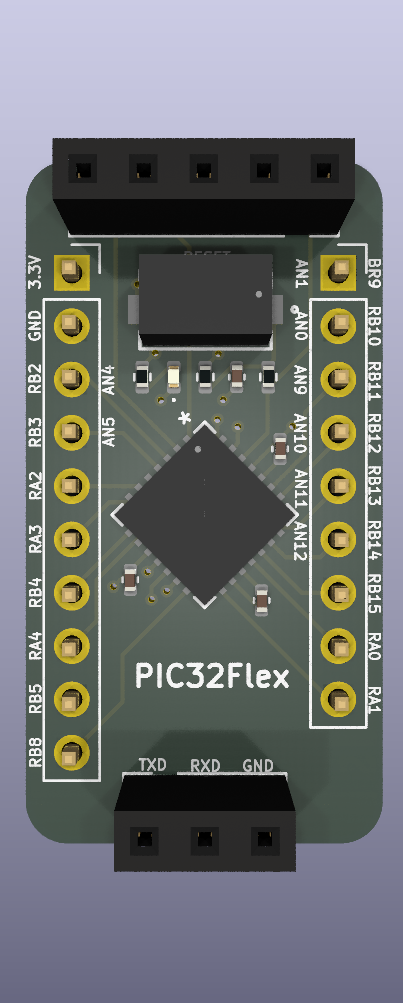 RESET
3.3V
GND
RB2
RB3
RA2
RA3
RB4
RA4
RB5
RB8
AN4
AN5
AN1
AN0
AN9
AN10
AN11
AN12
BR9
RB10
RB11
RB12
RB13
RB14
RB15
RA0
RA1
PIC32Flex
TXD RXD GND